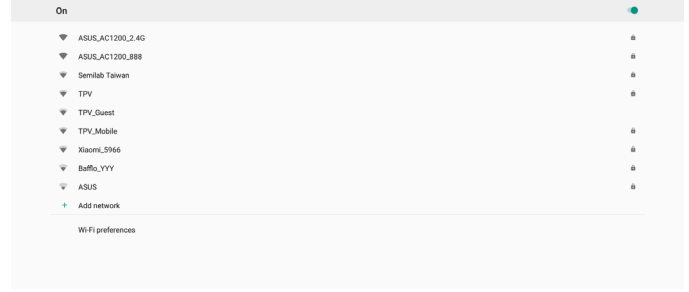 On
ASUS_AC1200_2.4G
ASUS_AC1200_888
Semilab Taiwan
TPV
TPV_Guest
TPV_Mobile
Xiaomi_5966
Bafflo_YYY
ASUS
+ Add network
Wi-Fi preferences